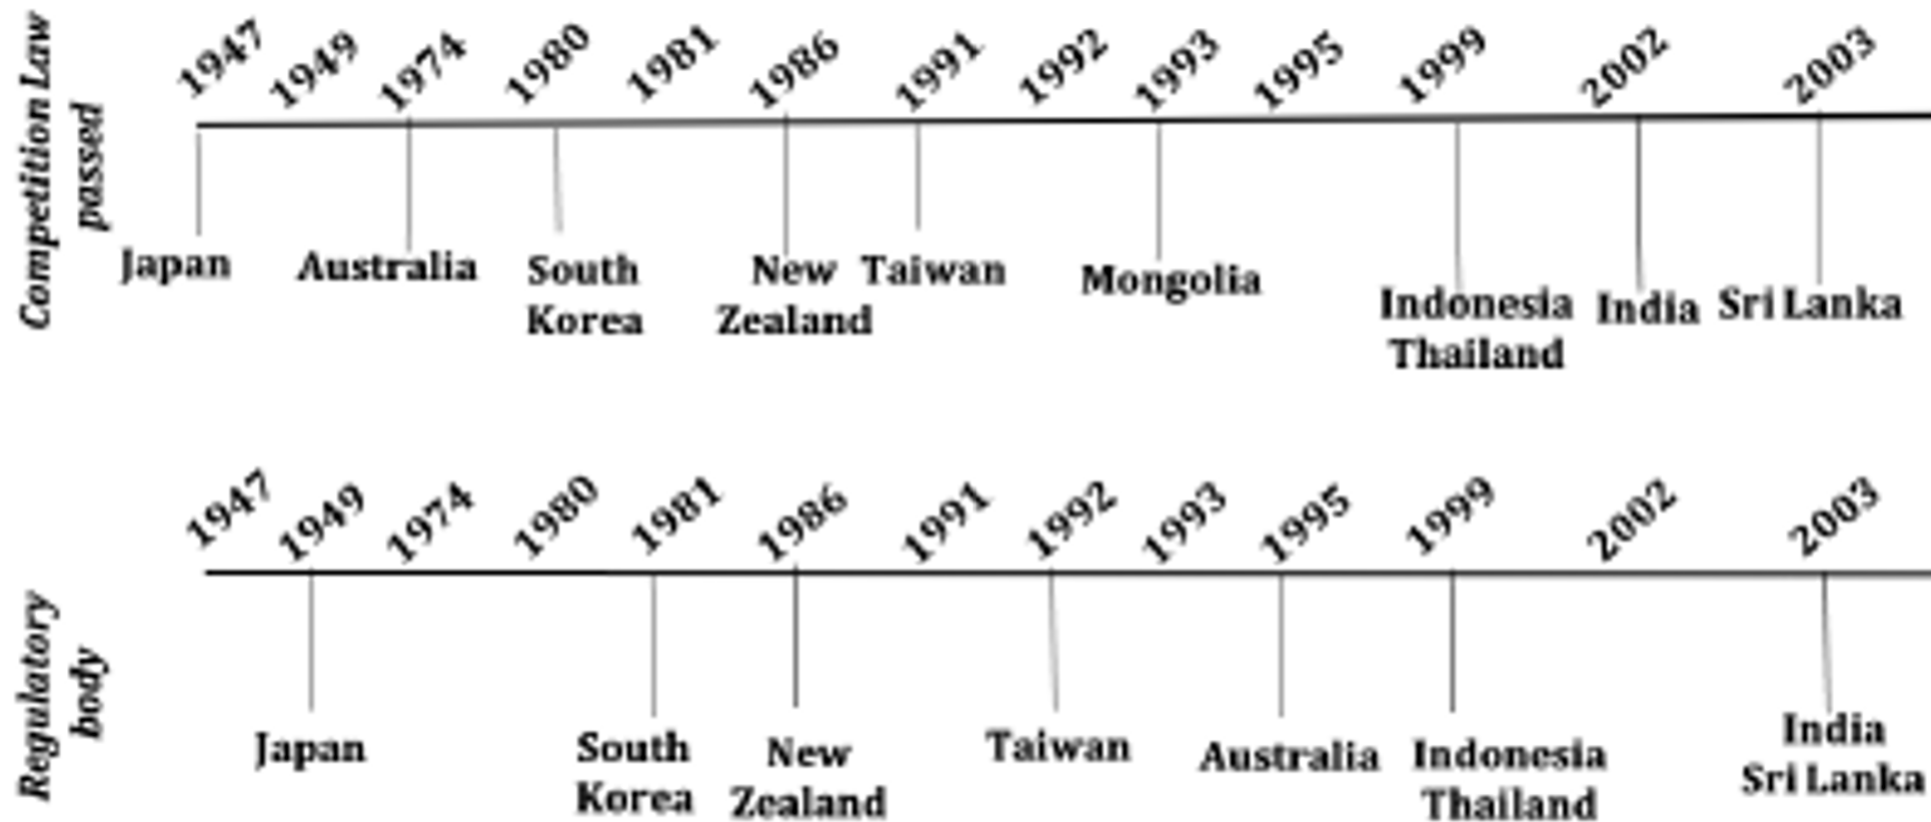 Competition Law
passed
1947 1949 1974 1980 1981 1986 1991 1992 1993 1995 1999 2002 2003
Japan Australia South New Taiwan Mongolia Indonesia India Sri Lanka
Korea Zealand Thailand
Regulatory
body
1947 1949 1974 1980 1981 1986 1991 1992 1993 1995 1999 2002 2003
Japan South New Taiwan Australia Indonesia India
Korea Zealand Thailand Sri Lanka